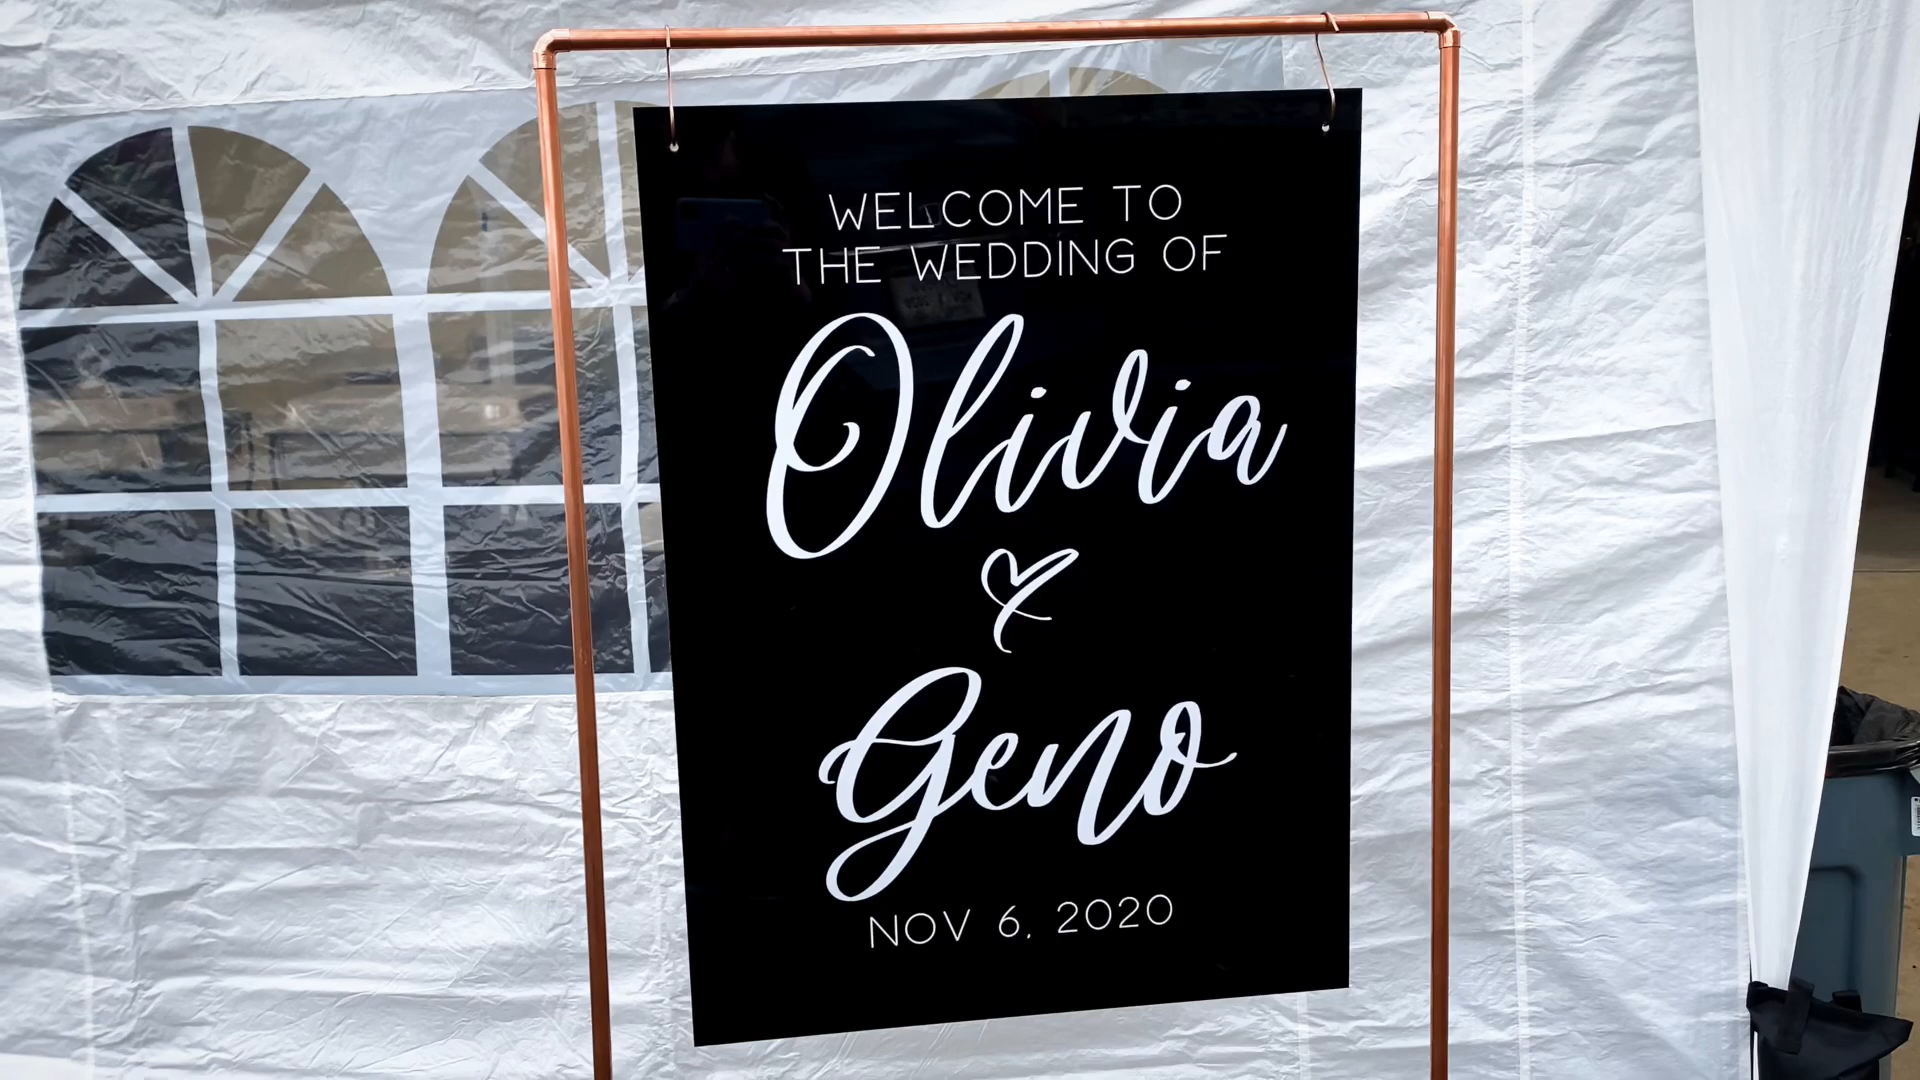 WELCOME TO
THE WEDDING OF
Olivia
Geno
NOV 6, 2020